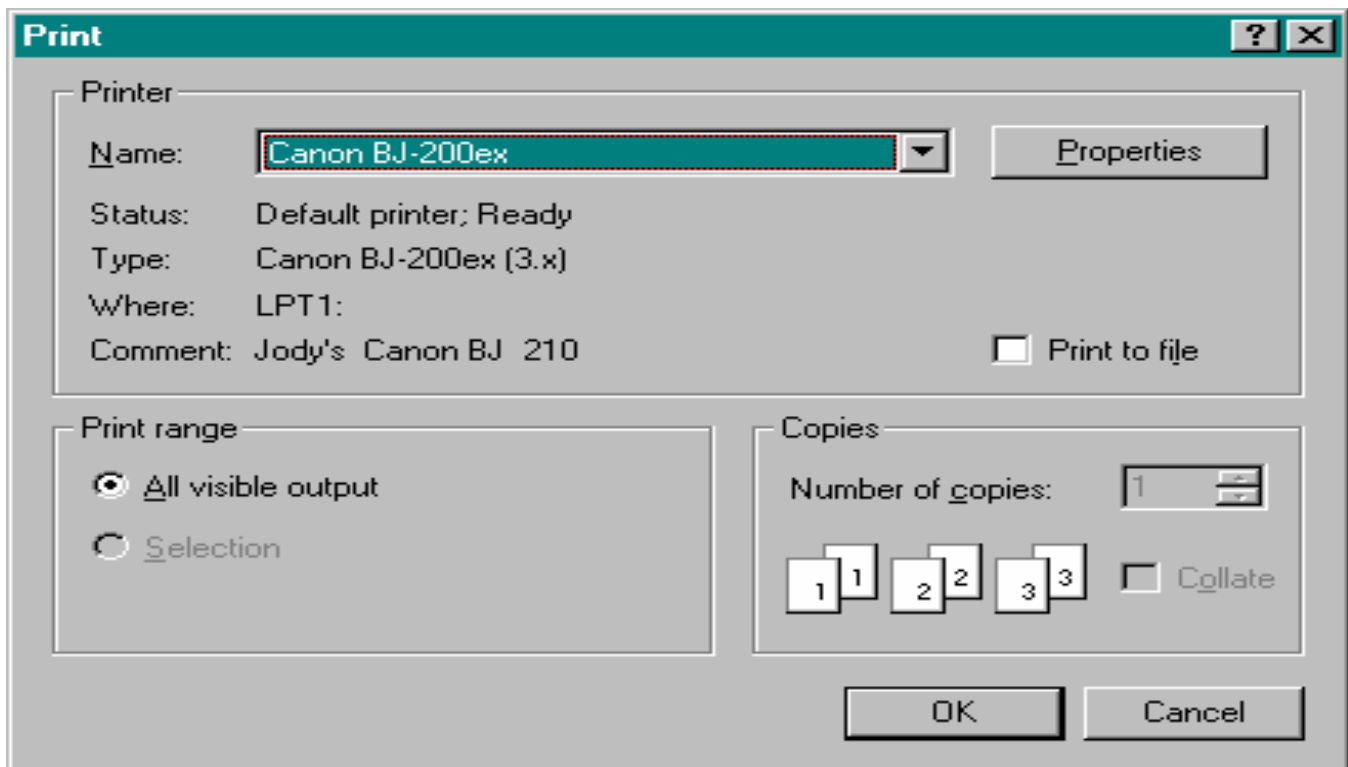 Print
Printer
Name: Canon BJ-200ex Properties
Status: Default printer; Ready
Type: Canon BJ-200ex (3.x)
Where: LPT1:
Comment: Jody's Canon BJ 210 Print to file
Print range
All visible output
Selection
Copies
Number of copies: 1
1 1 2 2 3 3 Collate
OK Cancel